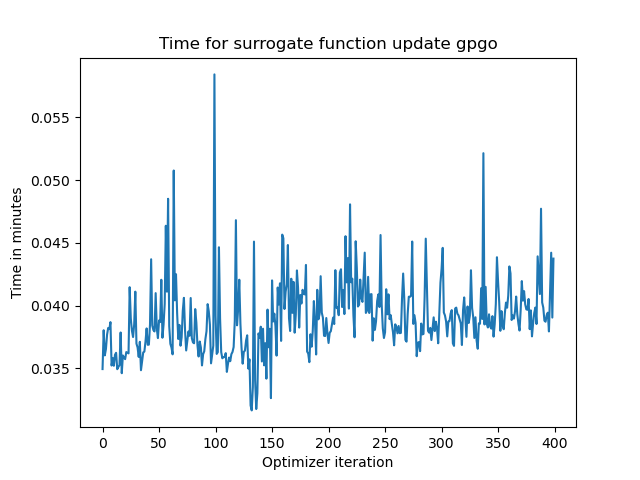 Time for surrogate function update gpgo
Time in minutes
0.055
0.050
0.045
0.040
0.035
0 50 100 150 200 250 300 350 400
Optimizer iteration